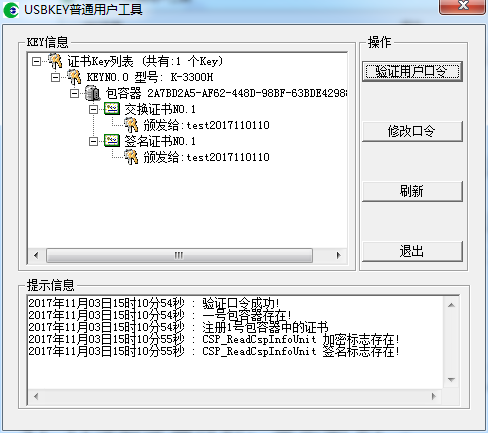 USBKEY普通用户工具
KEY信息
证书Key列表 (共有:1 个Key)
KEYNO.0 型号: K-3300H
包容器 2A7BD2A5-AF62-448D-98BF-63BDE4298
交换证书NO.1
颁发给:test2017110110
签名证书NO.1
颁发给:test2017110110
操作
验证用户口令
修改口令
刷新
退出
提示信息
2017年11月03日15时10分54秒 : 验证口令成功!
2017年11月03日15时10分54秒 : 一号包容器存在!
2017年11月03日15时10分54秒 : 注册1号包容器中的证书
2017年11月03日15时10分55秒 : CSP_ReadCspInfoUnit 加密标志存在!
2017年11月03日15时10分55秒 : CSP_ReadCspInfoUnit 签名标志存在!